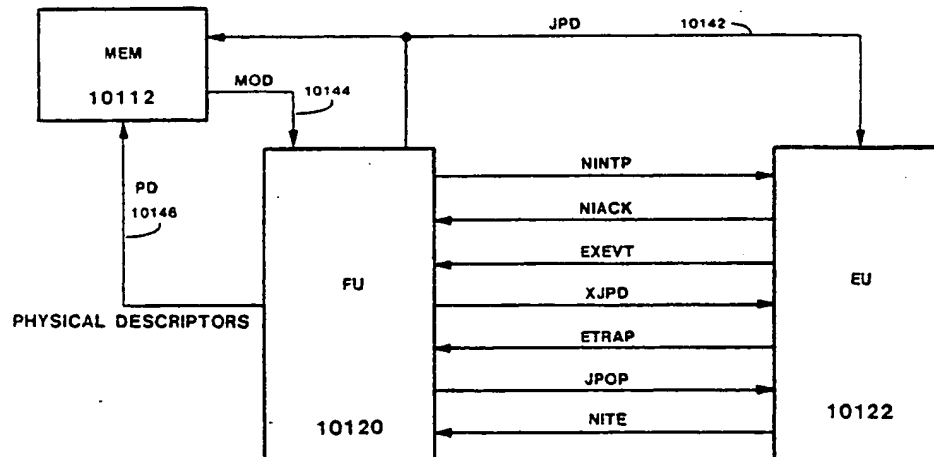 JPD
10142
MEM
10112
MOD
10144
PD
10146
PHYSICAL DESCRIPTORS
FU
10120
NINTP
NIACK
EXEVT
XJPD
ETRAP
JPOP
NITE
EU
10122